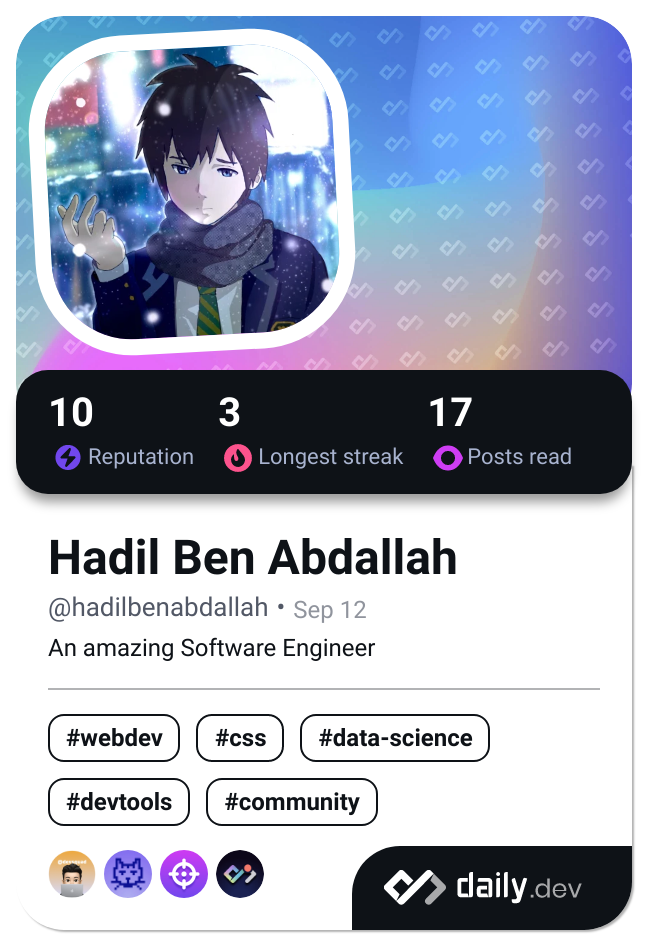 10 3 17
Reputation Longest streak Posts read
Hadil Ben Abdallah
@hadilbenabdallah • Sep 12
An amazing Software Engineer
#webdev #css #data-science
#devtools #community
daily.dev